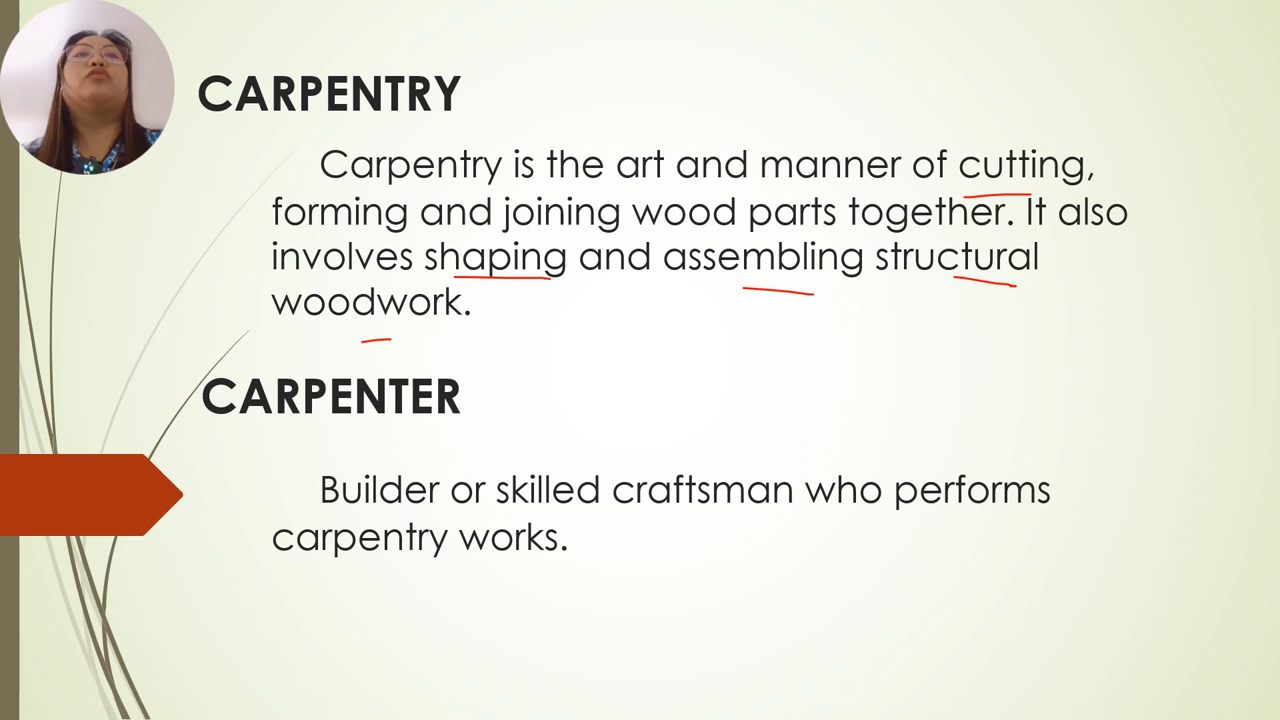 CARPENTRY
Carpentry is the art and manner of cutting,
forming and joining wood parts together. It also
involves shaping and assembling structural
woodwork.
CARPENTER
Builder or skilled craftsman who performs
carpentry works.